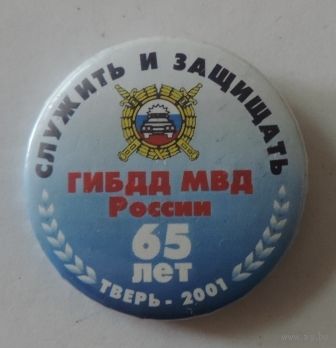 СЛУЖИТЬ И ЗАЩИЩАТЬ
ГИБДД МВД
России
65
лет
ТВЕРЬ - 2001